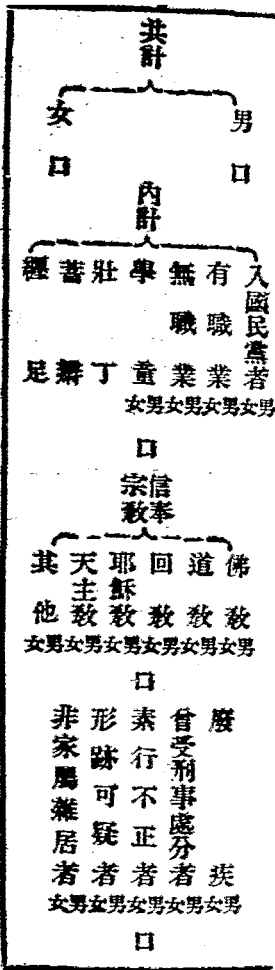 共計
男 口
女 口
內計
入國民黨者 男女
有職業 男女
無職業 男女
學童 男女
壯丁
蓄辮
纏足
口
信奉宗教
佛教 男女
道教 男女
回教 男女
耶穌教 男女
天主教 男女
其他 男女
口
廢疾 男女
曾受刑事處分者 男女
素行不正者 男女
形跡可疑者 男女
非家屬雜居者 男女
口